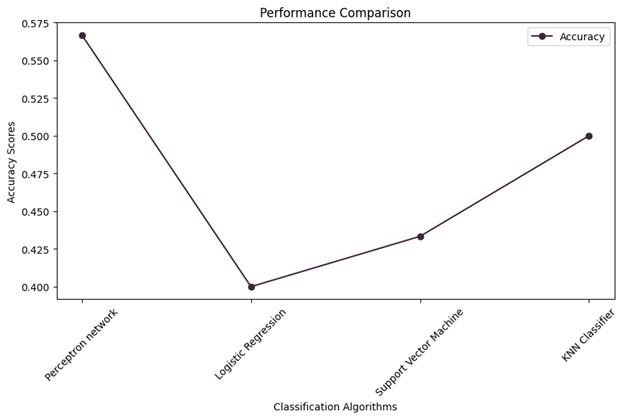 Performance Comparison
Accuracy
Accuracy Scores
0.575
0.550
0.525
0.500
0.475
0.450
0.425
0.400
Perceptron network
Logistic Regression
Support Vector Machine
KNN Classifier
Classification Algorithms